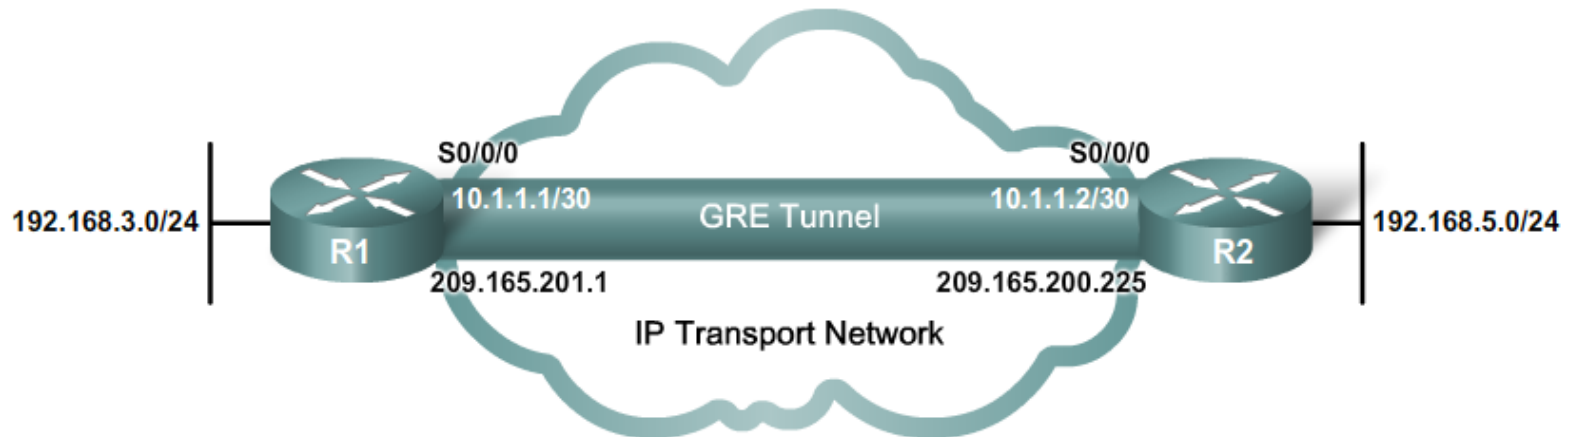 S0/0/0
S0/0/0
10.1.1.1/30
10.1.1.2/30
GRE Tunnel
192.168.3.0/24
192.168.5.0/24
R1
R2
209.165.201.1
209.165.200.225
IP Transport Network